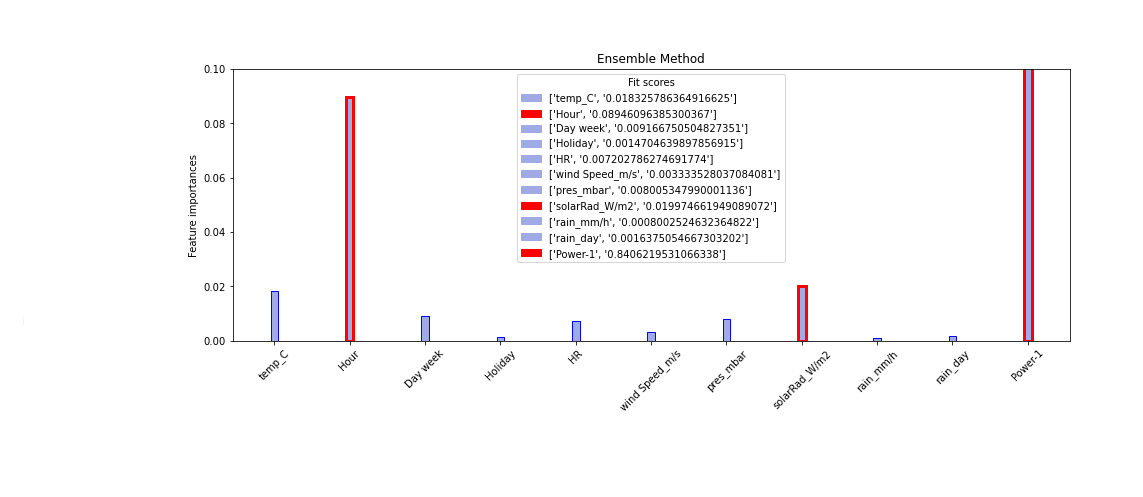 Ensemble Method
Fit scores
['temp_C', '0.018325786364916625']
['Hour', '0.08946096385300367']
['Day week', '0.009166750504827351']
['Holiday', '0.0014704639897856915']
['HR', '0.007202786274691774']
['wind Speed_m/s', '0.003333528037084081']
['pres_mbar', '0.008005347990001136']
['solarRad_W/m2', '0.019974661949089072']
['rain_mm/h', '0.0008002524632364822']
['rain_day', '0.0016375054667303202']
['Power-1', '0.8406219531066338']
Feature importances
0.10
0.08
0.06
0.04
0.02
0.00
temp_C
Hour
Day week
Holiday
HR
wind Speed_m/s
pres_mbar
solarRad_W/m2
rain_mm/h
rain_day
Power-1